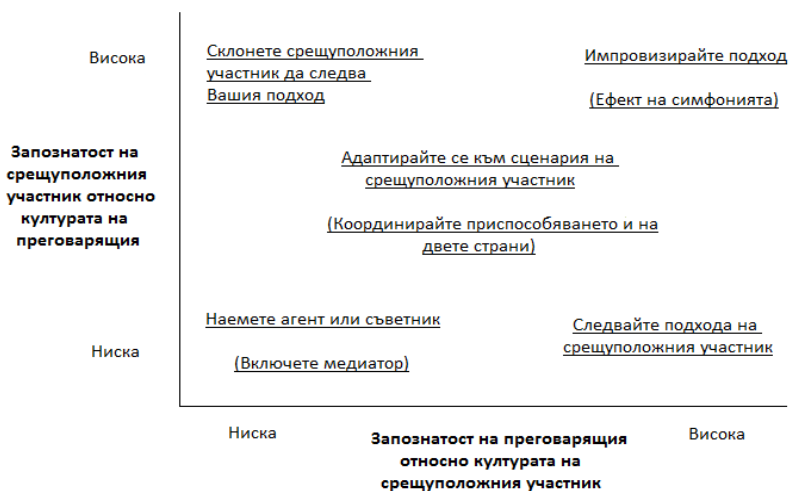 Висока
Склонете срещуположния
участник да следва
Вашия подход
Импровизирайте подход
(Ефект на симфонията)
Запознатост на
срещуположния
участник относно
културата на
преговарящия
Адаптирайте се към сценария на
срещуположния участник
(Координирайте приспособяването и на
двете страни)
Ниска
Наемете агент или съветник
(Включете медиатор)
Следвайте подхода на
срещуположния участник
Ниска
Запознатост на преговарящия
относно културата на
срещуположния участник
Висока